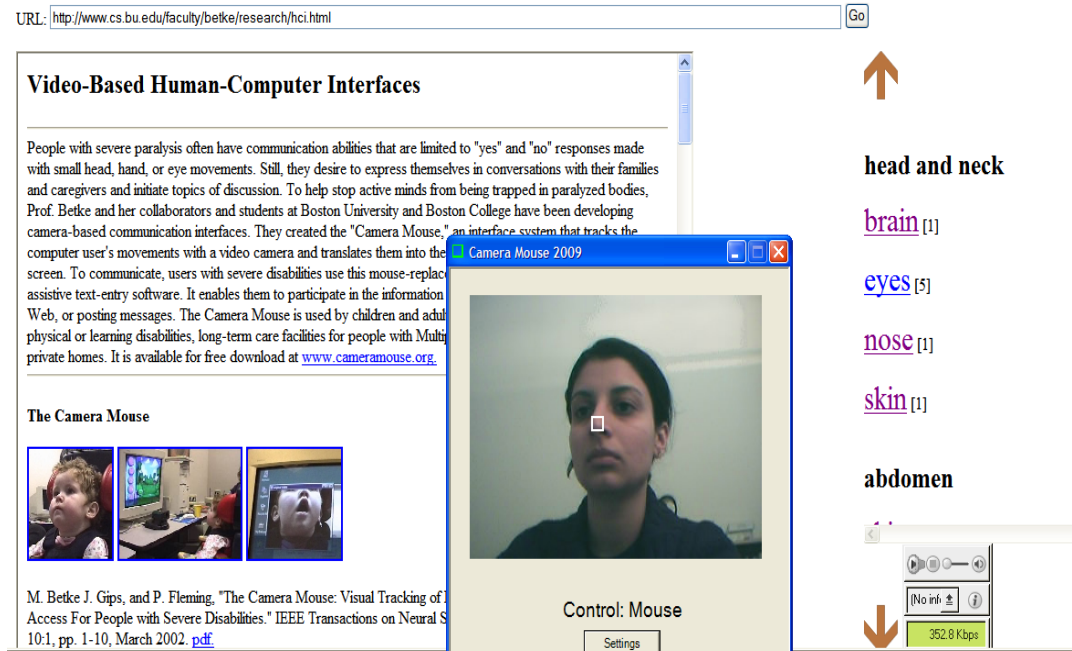 URL: http://www.cs.bu.edu/faculty/betke/research/hci.html Go
Video-Based Human-Computer Interfaces
People with severe paralysis often have communication abilities that are limited to "yes" and "no" responses made
with small head, hand, or eye movements. Still, they desire to express themselves in conversations with their families
and caregivers and initiate topics of discussion. To help stop active minds from being trapped in paralyzed bodies,
Prof. Betke and her collaborators and students at Boston University and Boston College have been developing
camera-based communication interfaces. They created the "Camera Mouse," an interface system that tracks the
computer user's movements with a video camera and translates them into the
screen. To communicate, users with severe disabilities use this
assistive text-entry software. It enables them to participate in the information
Web, or posting messages. The Camera Mouse is used by children and
physical or learning disabilities, long-term care facilities for people with
private homes. It is available for free download at www.cameramouse.org.
The Camera Mouse
M. Betke J. Gips, and P. Fleming, "The Camera Mouse: Visual Tracking of
Access For People with Severe Disabilities." IEEE Transactions on Neural
10:1, pp. 1-10, March 2002. pdf.
Camera Mouse 2009
Control: Mouse
Settings
head and neck
brain [1]
eyes [5]
nose [1]
skin [1]
abdomen
(No inf
352.8 Kbps